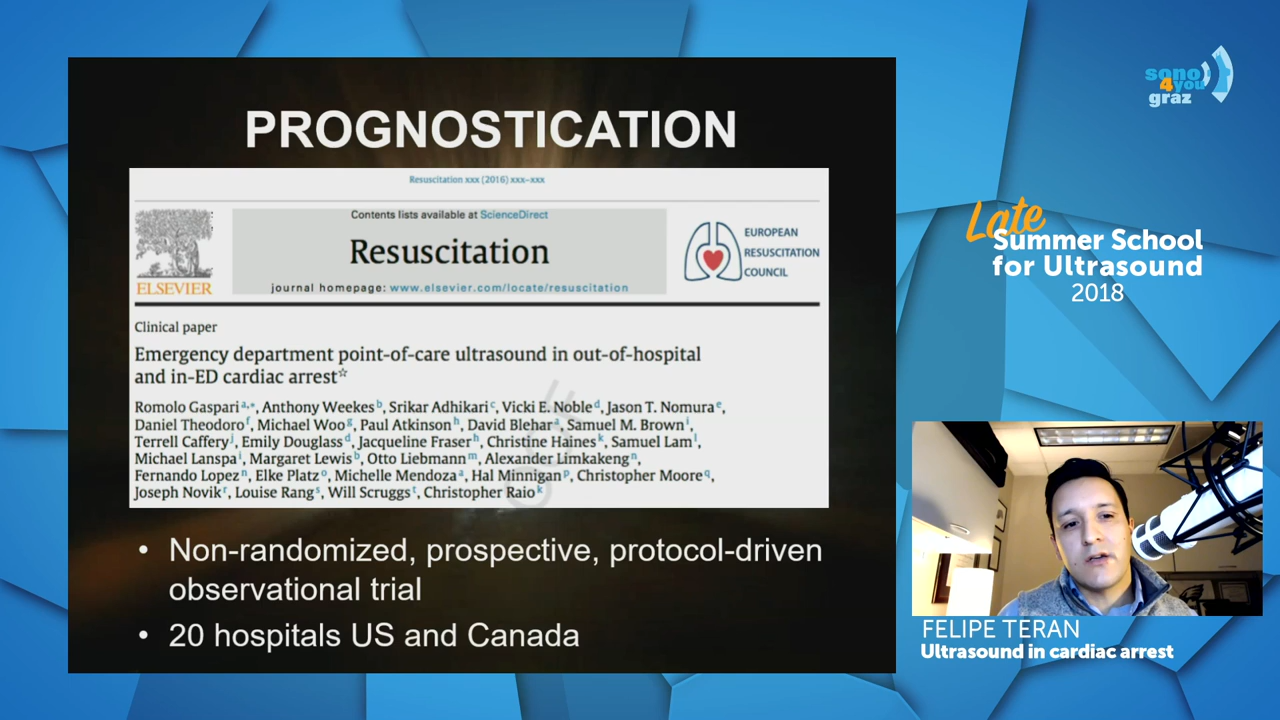 PROGNOSTICATION
Resuscitation xxx (2016) xxx–xxx
Contents lists available at ScienceDirect
Resuscitation
journal homepage: www.elsevier.com/locate/resuscitation
ELSEVIER
EUROPEAN
RESUSCITATION
COUNCIL
Clinical paper
Emergency department point-of-care ultrasound in out-of-hospital
and in-ED cardiac arrest☆
Romolo Gaspari a,*, Anthony Weekes b, Srikar Adhikari c, Vicki E. Noble d, Jason T. Nomura e,
Daniel Theodoro f, Michael Woo g, Paul Atkinson h, David Blehar a, Samuel M. Brown i,
Terrell Caffery j, Emily Douglass d, Jacqueline Fraser h, Christine Haines k, Samuel Lam l,
Michael Lanspa i, Margaret Lewis b, Otto Liebmann m, Alexander Limkakeng n,
Fernando Lopez n, Elke Platz o, Michelle Mendoza a, Hal Minnigan p, Christopher Moore q,
Joseph Novik r, Louise Rang s, Will Scruggs t, Christopher Raio k
• Non-randomized, prospective, protocol-driven
observational trial
• 20 hospitals US and Canada
sono
4you
graz
Late
Summer School
for Ultrasound
2018
FELIPE TERAN
Ultrasound in cardiac arrest